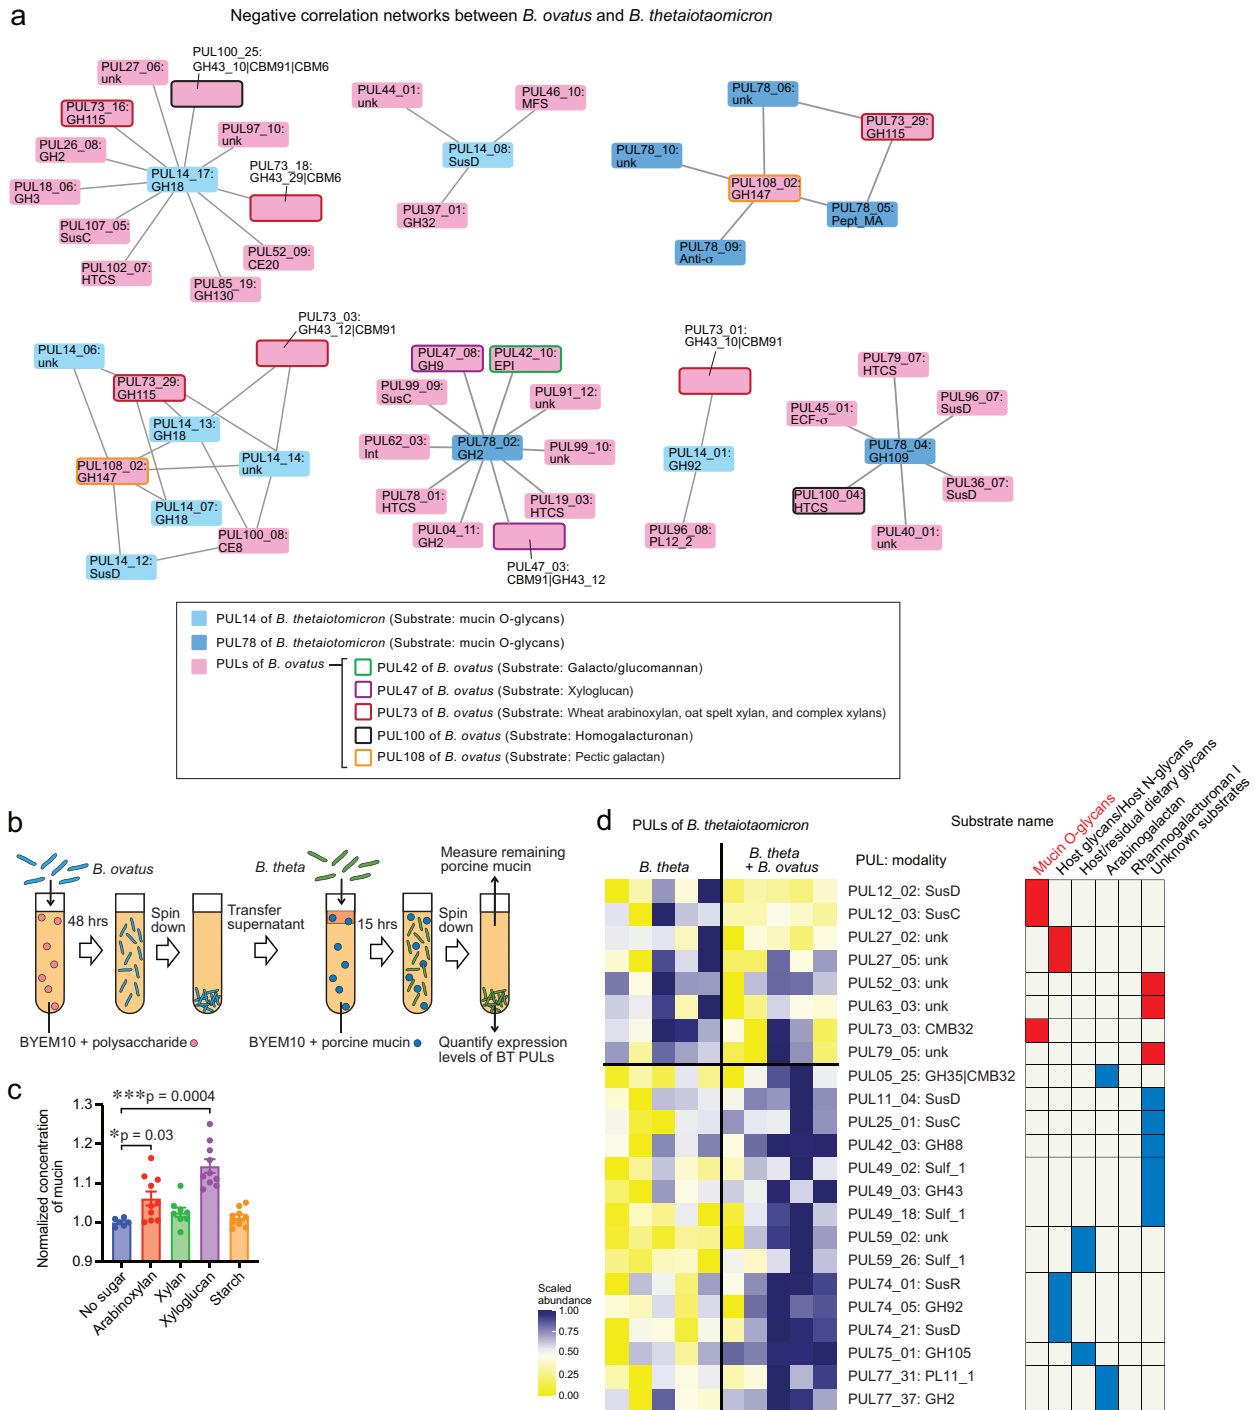 a
Negative correlation networks between B. ovatus and B. thetaiotaomicron
PUL100_25:
GH43_10|CBM91|CBM6
PUL27_06:
unk
PUL73_16:
GH115
PUL26_08:
GH2
PUL97_10:
unk
PUL73_18:
GH43_29|CBM6
PUL14_17:
GH18
PUL18_06:
GH3
PUL107_05:
SusC
PUL102_07:
HTCS
PUL52_09:
CE20
PUL85_19:
GH130
PUL44_01:
unk
PUL46_10:
MFS
PUL14_08:
SusD
PUL97_01:
GH32
PUL78_06:
unk
PUL73_29:
GH115
PUL78_10:
unk
PUL108_02:
GH147
PUL78_05:
Pept_MA
PUL78_09:
Anti-σ
PUL73_03:
GH43_12|CBM91
PUL14_06:
unk
PUL73_29:
GH115
PUL14_13:
GH18
PUL108_02:
GH147
PUL14_14:
unk
PUL14_07:
GH18
PUL100_08:
CE8
PUL14_12:
SusD
PUL47_08:
GH9
PUL42_10:
EPI
PUL99_09:
SusC
PUL91_12:
unk
PUL62_03:
Int
PUL78_02:
GH2
PUL99_10:
unk
PUL78_01:
HTCS
PUL19_03:
HTCS
PUL04_11:
GH2
PUL47_03:
CBM91|GH43_12
PUL73_01:
GH43_10|CBM91
PUL14_01:
GH92
PUL96_08:
PL12_2
PUL79_07:
HTCS
PUL96_07:
SusD
PUL45_01:
ECF-σ
PUL78_04:
GH109
PUL36_07:
SusD
PUL100_04:
HTCS
PUL40_01:
unk
PUL14 of B. thetaiotomicron (Substrate: mucin O-glycans)
PUL78 of B. thetaiotomicron (Substrate: mucin O-glycans)
PULs of B. ovatus
PUL42 of B. ovatus (Substrate: Galacto/glucomannan)
PUL47 of B. ovatus (Substrate: Xyloglucan)
PUL73 of B. ovatus (Substrate: Wheat arabinoxylan, oat spelt xylan, and complex xylans)
PUL100 of B. ovatus (Substrate: Homogalacturonan)
PUL108 of B. ovatus (Substrate: Pectic galactan)
b
B. ovatus
48 hrs
Spin
down
Transfer
supernatant
B. theta
15 hrs
Spin
down
Measure remaining
porcine mucin
BYEM10 + polysaccharide
BYEM10 + porcine mucin
Quantify expression
levels of BT PULs
c
Normalized concentration
of mucin
1.3
1.2
1.1
1.0
0.9
***p = 0.0004
*p = 0.03
No sugar
Arabinoxylan
Xylan
Xyloglucan
Starch
d
PULs of B. thetaiotaomicron
Substrate name
B. theta
B. theta
+ B. ovatus
PUL: modality
Mucin O-glycans
Host glycans/Host N-glycans
Host/residual dietary glycans
Arabinogalactan
Rhamnogalacturonan I
Unknown substrates
PUL12_02: SusD
PUL12_03: SusC
PUL27_02: unk
PUL27_05: unk
PUL52_03: unk
PUL63_03: unk
PUL73_03: CMB32
PUL79_05: unk
PUL05_25: GH35|CMB32
PUL11_04: SusD
PUL25_01: SusC
PUL42_03: GH88
PUL49_02: Sulf_1
PUL49_03: GH43
PUL49_18: Sulf_1
PUL59_02: unk
PUL59_26: Sulf_1
PUL74_01: SusR
PUL74_05: GH92
PUL74_21: SusD
PUL75_01: GH105
PUL77_31: PL11_1
PUL77_37: GH2
Scaled
abundance
1.00
0.75
0.50
0.25
0.00